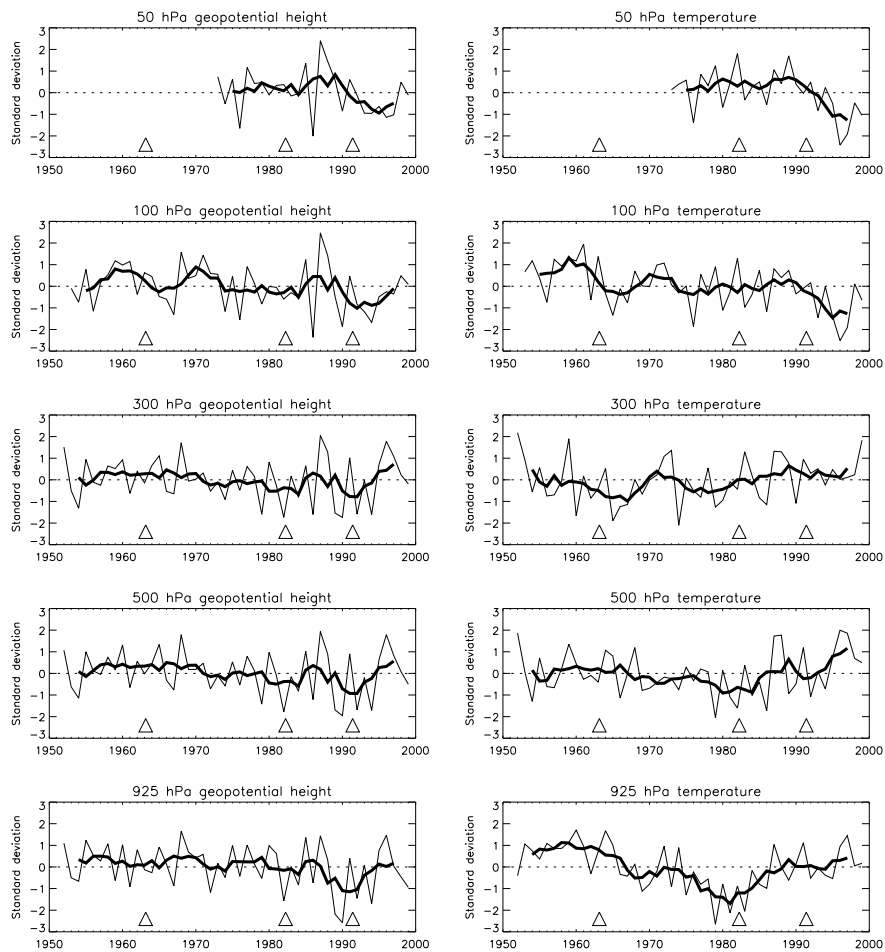 50 hPa geopotential height
50 hPa temperature
Standard deviation
3
2
1
0
−1
−2
−3
1950 1960 1970 1980 1990 2000
Standard deviation
3
2
1
0
−1
−2
−3
1950 1960 1970 1980 1990 2000
100 hPa geopotential height
100 hPa temperature
Standard deviation
3
2
1
0
−1
−2
−3
1950 1960 1970 1980 1990 2000
Standard deviation
3
2
1
0
−1
−2
−3
1950 1960 1970 1980 1990 2000
300 hPa geopotential height
300 hPa temperature
Standard deviation
3
2
1
0
−1
−2
−3
1950 1960 1970 1980 1990 2000
Standard deviation
3
2
1
0
−1
−2
−3
1950 1960 1970 1980 1990 2000
500 hPa geopotential height
500 hPa temperature
Standard deviation
3
2
1
0
−1
−2
−3
1950 1960 1970 1980 1990 2000
Standard deviation
3
2
1
0
−1
−2
−3
1950 1960 1970 1980 1990 2000
925 hPa geopotential height
925 hPa temperature
Standard deviation
3
2
1
0
−1
−2
−3
1950 1960 1970 1980 1990 2000
Standard deviation
3
2
1
0
−1
−2
−3
1950 1960 1970 1980 1990 2000